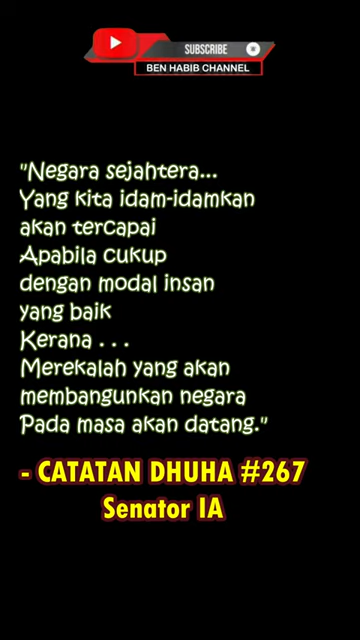 SUBSCRIBE
BEN HABIB CHANNEL
"Negara sejahtera...
Yang kita idam-idamkan
akan tercapai
Apabila cukup
dengan modal insan
yang baik
Kerana . . .
Merekalah yang akan
membangunkan negara
Pada masa akan datang."
- CATATAN DHUHA #267
Senator IA